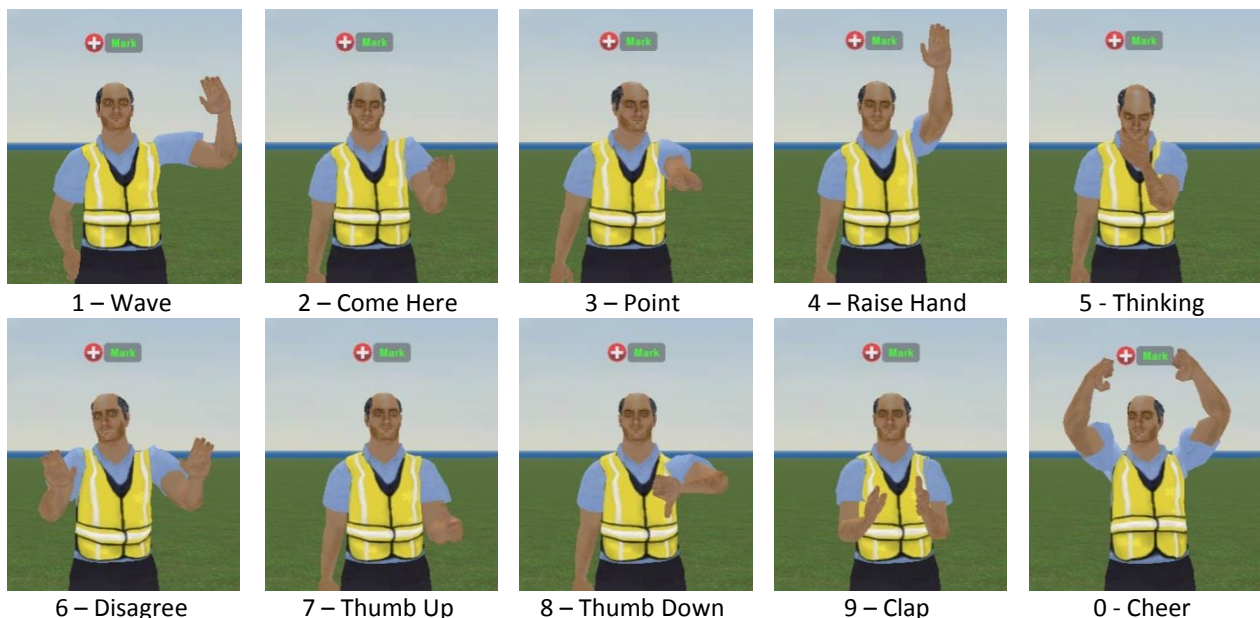 Mark
Mark
Mark
Mark
Mark
1 – Wave
2 – Come Here
3 – Point
4 – Raise Hand
5 - Thinking
Mark
Mark
Mark
Mark
Mark
6 – Disagree
7 – Thumb Up
8 – Thumb Down
9 – Clap
0 - Cheer